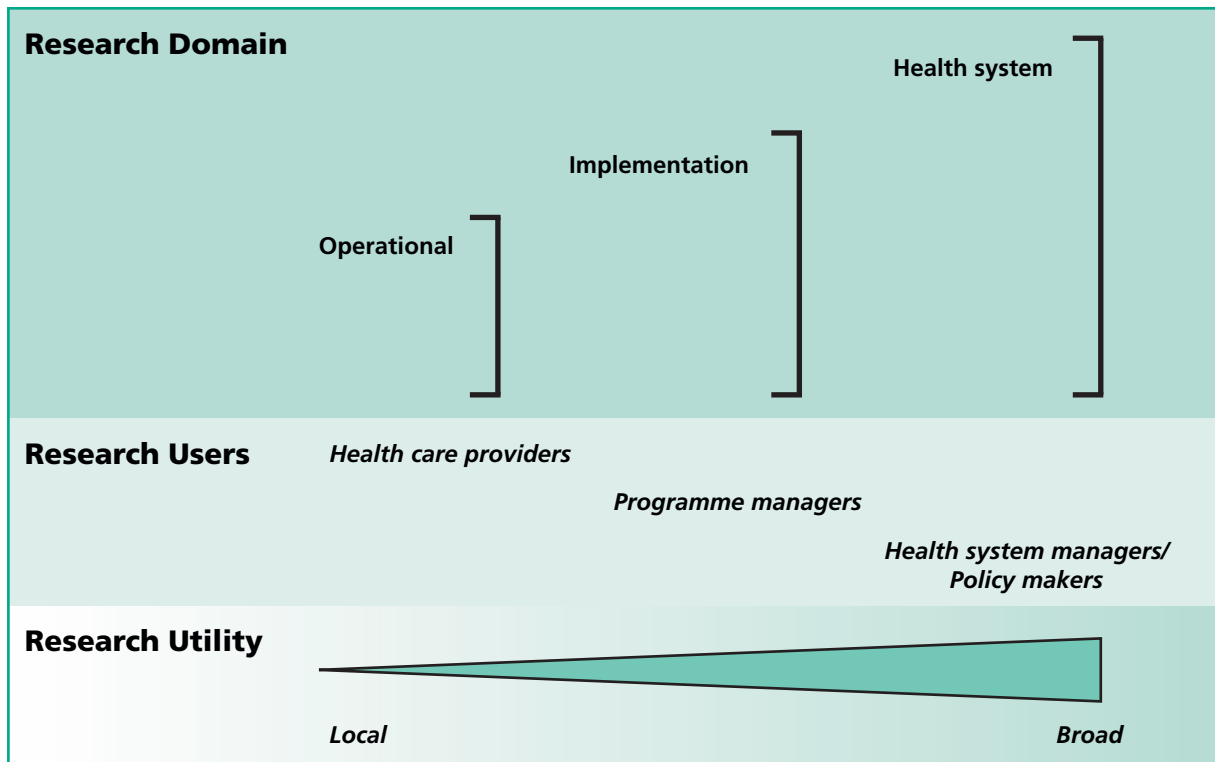 Research Domain
Health system
Implementation
Operational
Research Users
Health care providers
Programme managers
Health system managers/
Policy makers
Research Utility
Local
Broad